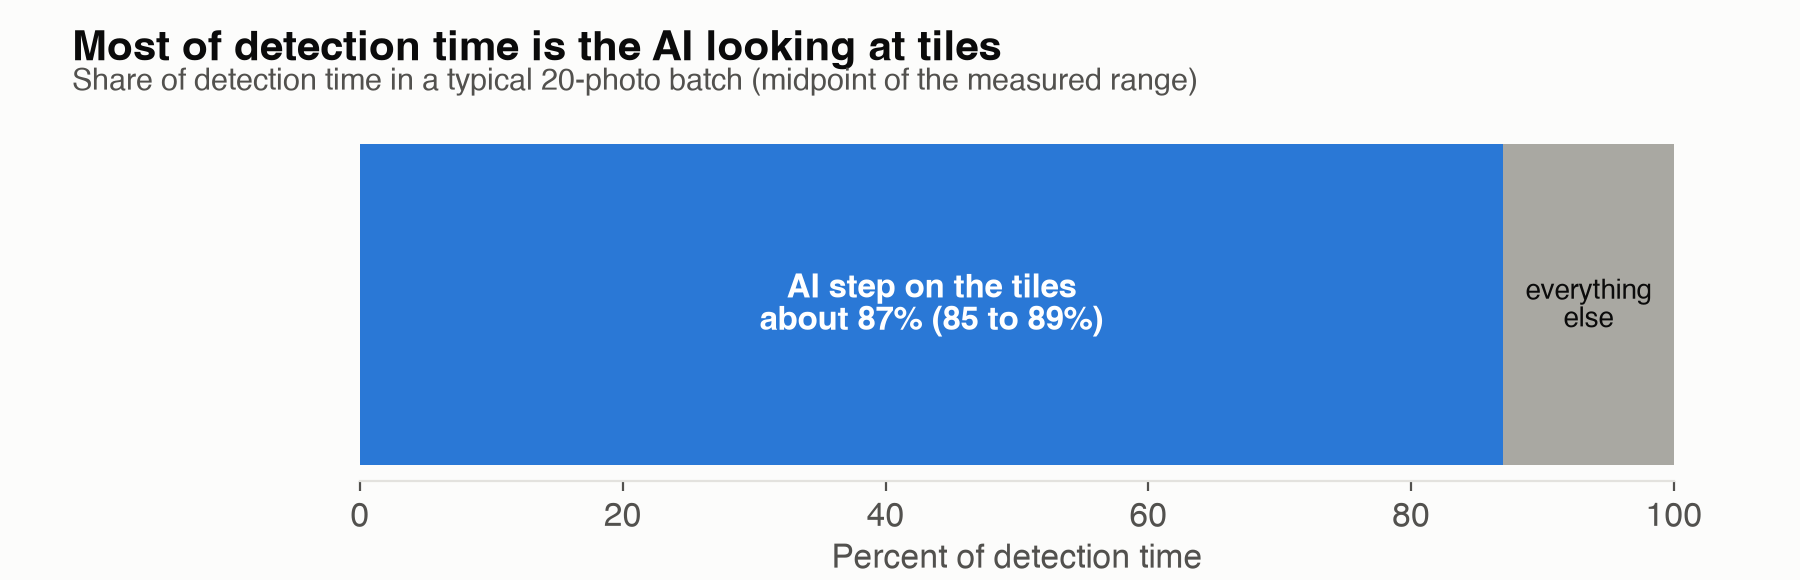 Most of detection time is the AI looking at tiles
Share of detection time in a typical 20-photo batch (midpoint of the measured range)
AI step on the tiles
about 87% (85 to 89%)
everything
else
0 20 40 60 80 100
Percent of detection time